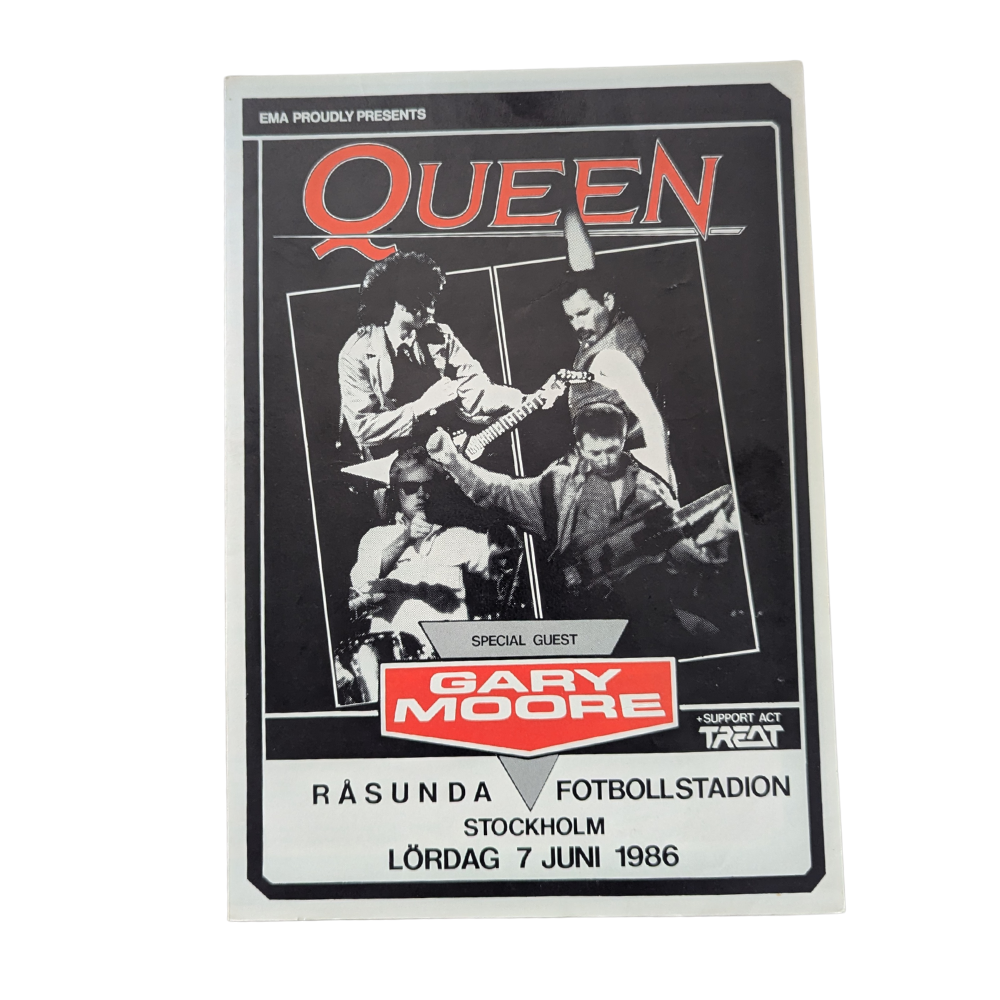 EMA PROUDLY PRESENTS
QUEEN
SPECIAL GUEST
GARY
MOORE
+SUPPORT ACT
TREAT
RÅSUNDA FOTBOLLSTADION
STOCKHOLM
LÖRDAG 7 JUNI 1986